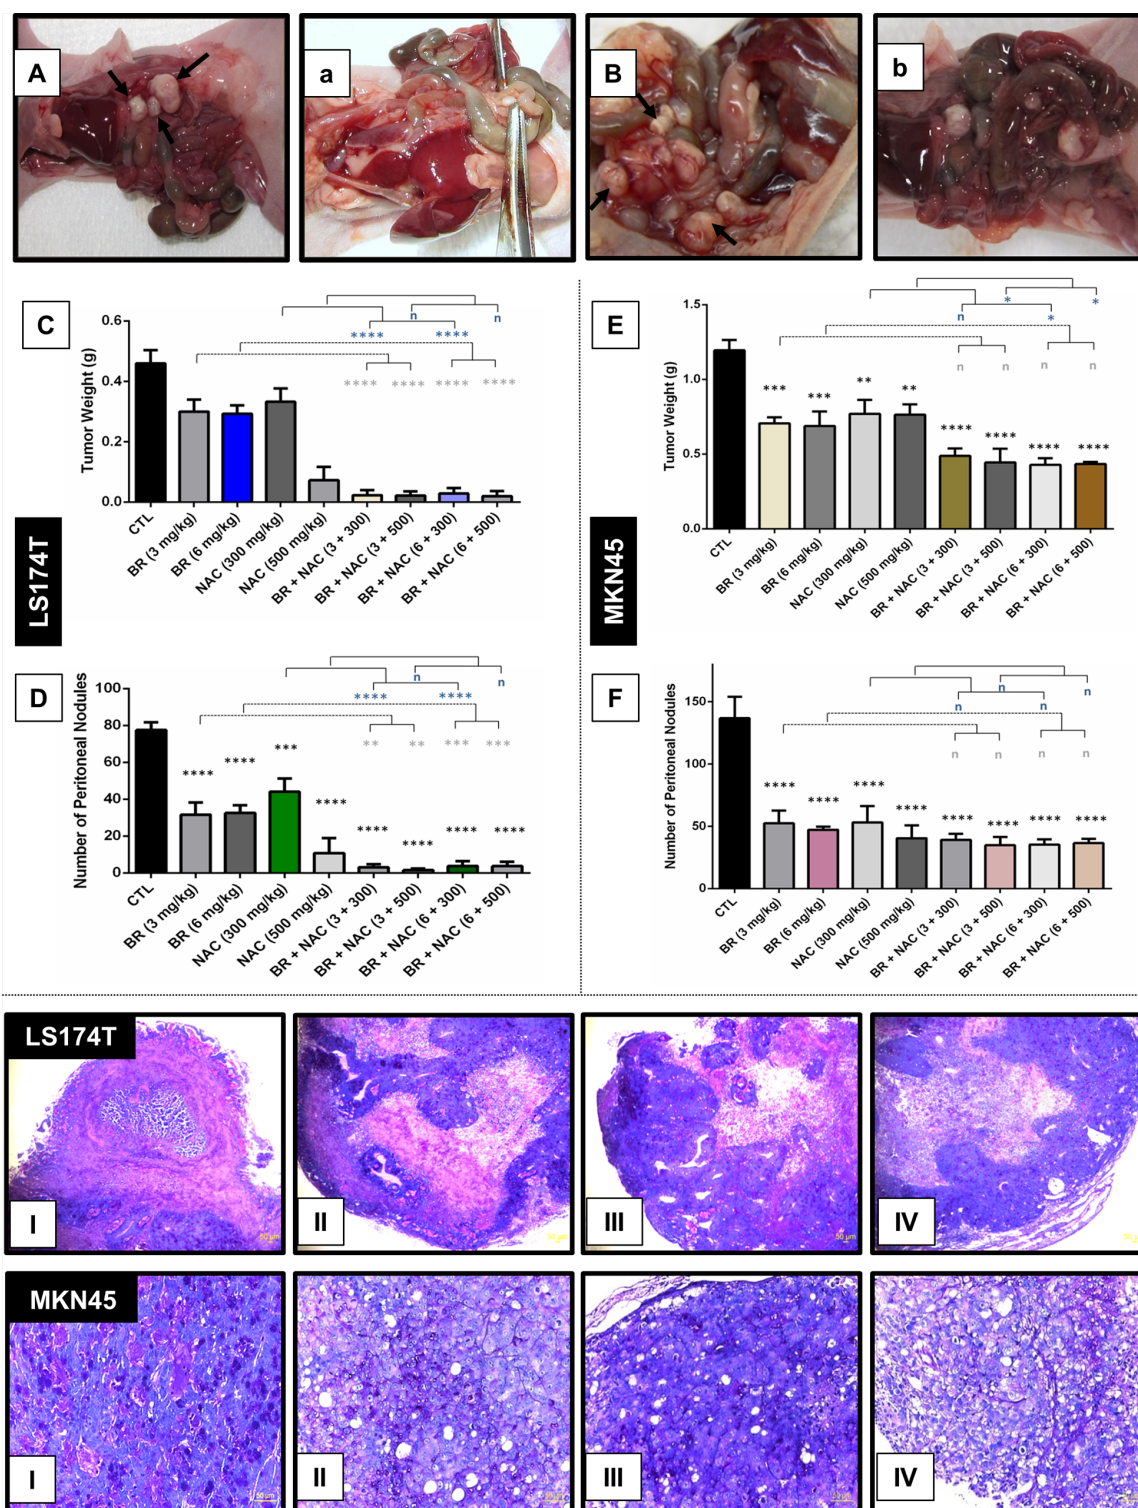 A
a
B
b
C
Tumor Weight (g)
0.6
0.4
0.2
0.0
n
n
**** ****
**** **** **** ****
CTL
BR (3 mg/kg)
BR (6 mg/kg)
NAC (300 mg/kg)
NAC (500 mg/kg)
BR + NAC (3 + 300)
BR + NAC (3 + 500)
BR + NAC (6 + 300)
BR + NAC (6 + 500)
LS174T
D
Number of Peritoneal Nodules
100
80
60
40
20
0
n
n
**** ****
** ** *** ***
**** **** *** **** **** **** **** ****
CTL
BR (3 mg/kg)
BR (6 mg/kg)
NAC (300 mg/kg)
NAC (500 mg/kg)
BR + NAC (3 + 300)
BR + NAC (3 + 500)
BR + NAC (6 + 300)
BR + NAC (6 + 500)
E
Tumor Weight (g)
1.5
1.0
0.5
0.0
* *
n *
n n n n
*** *** ** ** **** **** **** ****
CTL
BR (3 mg/kg)
BR (6 mg/kg)
NAC (300 mg/kg)
NAC (500 mg/kg)
BR + NAC (3 + 300)
BR + NAC (3 + 500)
BR + NAC (6 + 300)
BR + NAC (6 + 500)
MKN45
F
Number of Peritoneal Nodules
150
100
50
0
n n
n n
n n n n
**** **** **** **** **** **** **** ****
CTL
BR (3 mg/kg)
BR (6 mg/kg)
NAC (300 mg/kg)
NAC (500 mg/kg)
BR + NAC (3 + 300)
BR + NAC (3 + 500)
BR + NAC (6 + 300)
BR + NAC (6 + 500)
LS174T
I
50 µm
II
50 µm
III
50 µm
IV
MKN45
I
50 µm
II
III
IV